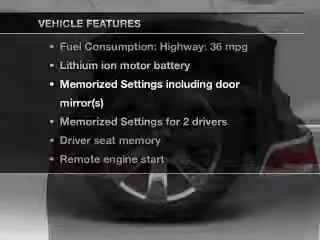 VEHICLE FEATURES
• Fuel Consumption: Highway: 36 mpg
• Lithium ion motor battery
• Memorized Settings including door
mirror(s)
• Memorized Settings for 2 drivers
• Driver seat memory
• Remote engine start